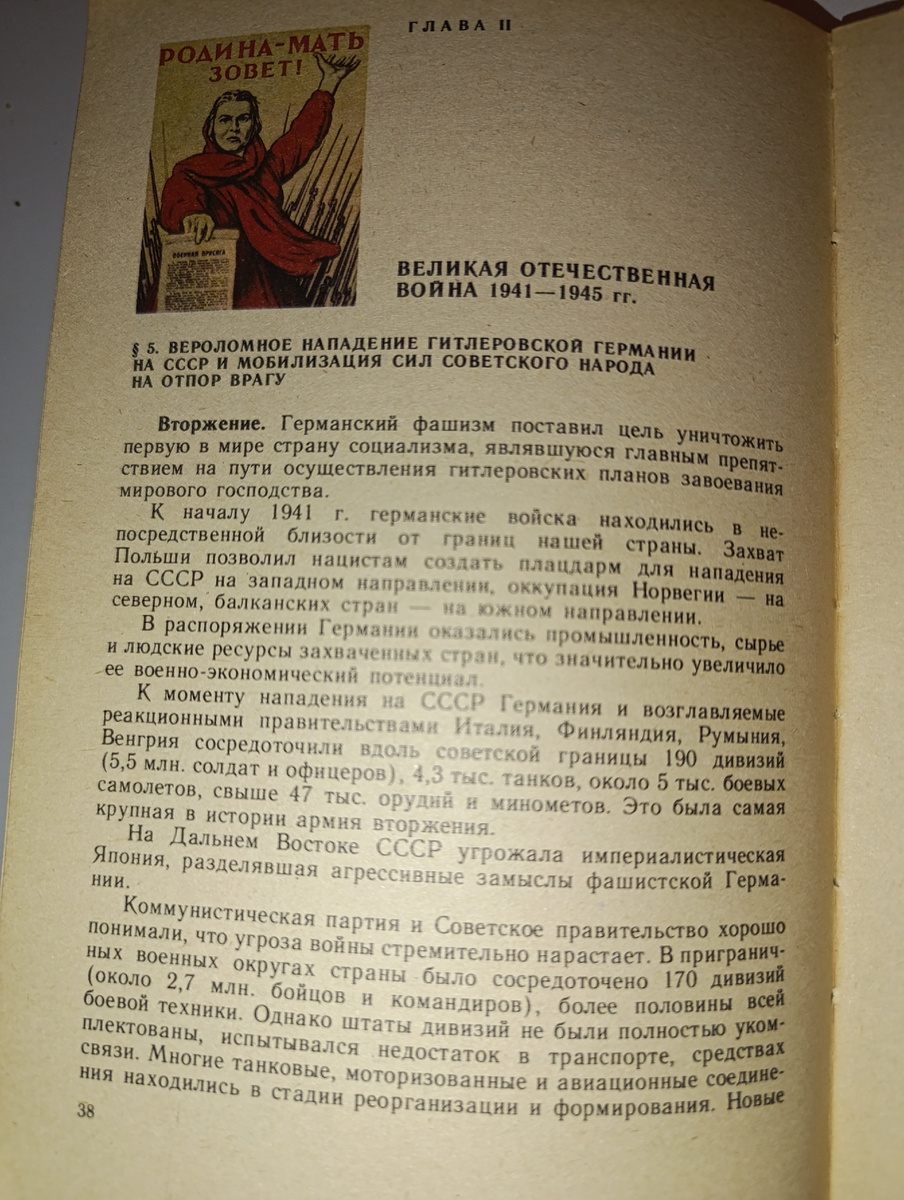 ГЛАВА II
РОДИНА-МАТЬ
ЗОВЕТ!
ВОЕННАЯ ПРИСЯГА
ВЕЛИКАЯ ОТЕЧЕСТВЕННАЯ
ВОЙНА 1941—1945 гг.
§ 5. ВЕРОЛОМНОЕ НАПАДЕНИЕ ГИТЛЕРОВСКОЙ ГЕРМАНИИ
НА СССР И МОБИЛИЗАЦИЯ СИЛ СОВЕТСКОГО НАРОДА
НА ОТПОР ВРАГУ
Вторжение. Германский фашизм поставил цель уничтожить
первую в мире страну социализма, являвшуюся главным препят-
ствием на пути осуществления гитлеровских планов завоевания
мирового господства.
К началу 1941 г. германские войска находились в не-
посредственной близости от границ нашей страны. Захват
Польши позволил нацистам создать плацдарм для нападения
на СССР на западном направлении, оккупация Норвегии — на
северном, балканских стран — на южном направлении.
В распоряжении Германии оказались промышленность, сырье
и людские ресурсы захваченных стран, что значительно увеличило
ее военно-экономический потенциал.
К моменту нападения на СССР Германия и возглавляемые
реакционными правительствами Италия, Финляндия, Румыния,
Венгрия сосредоточили вдоль советской границы 190 дивизий
(5,5 млн. солдат и офицеров), 4,3 тыс. танков, около 5 тыс. боевых
самолетов, свыше 47 тыс. орудий и минометов. Это была самая
крупная в истории армия вторжения.
На Дальнем Востоке СССР угрожала империалистическая
Япония, разделявшая агрессивные замыслы фашистской Герма-
нии.
Коммунистическая партия и Советское правительство хорошо
понимали, что угроза войны стремительно нарастает. В пригранич-
ных военных округах страны было сосредоточено 170 дивизий
(около 2,7 млн. бойцов и командиров), более половины всей
боевой техники. Однако штаты дивизий не были полностью уком-
плектованы, испытывался недостаток в транспорте, средствах
связи. Многие танковые, моторизованные и авиационные соедине-
ния находились в стадии реорганизации и формирования. Новые
38